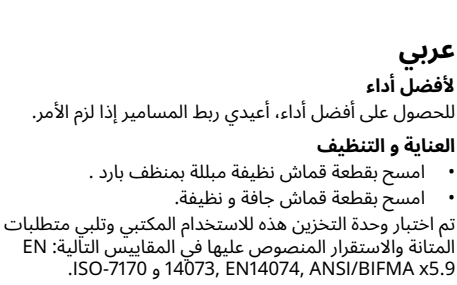 عربي
لأفضل أداء
للحصول على أفضل أداء، أعيدي ربط المسامير إذا لزم الأمر.
العناية و التنظيف
• امسح بقطعة قماش نظيفة مبللة بمنظف بارد .
• امسح بقطعة قماش جافة و نظيفة.
تم اختبار وحدة التخزين هذه للاستخدام المكتبي وتلبي متطلبات
المتانة والاستقرار المنصوص عليها في المقاييس التالية: EN
14073, EN14074, ANSI/BIFMA x5.9 و ISO-7170.